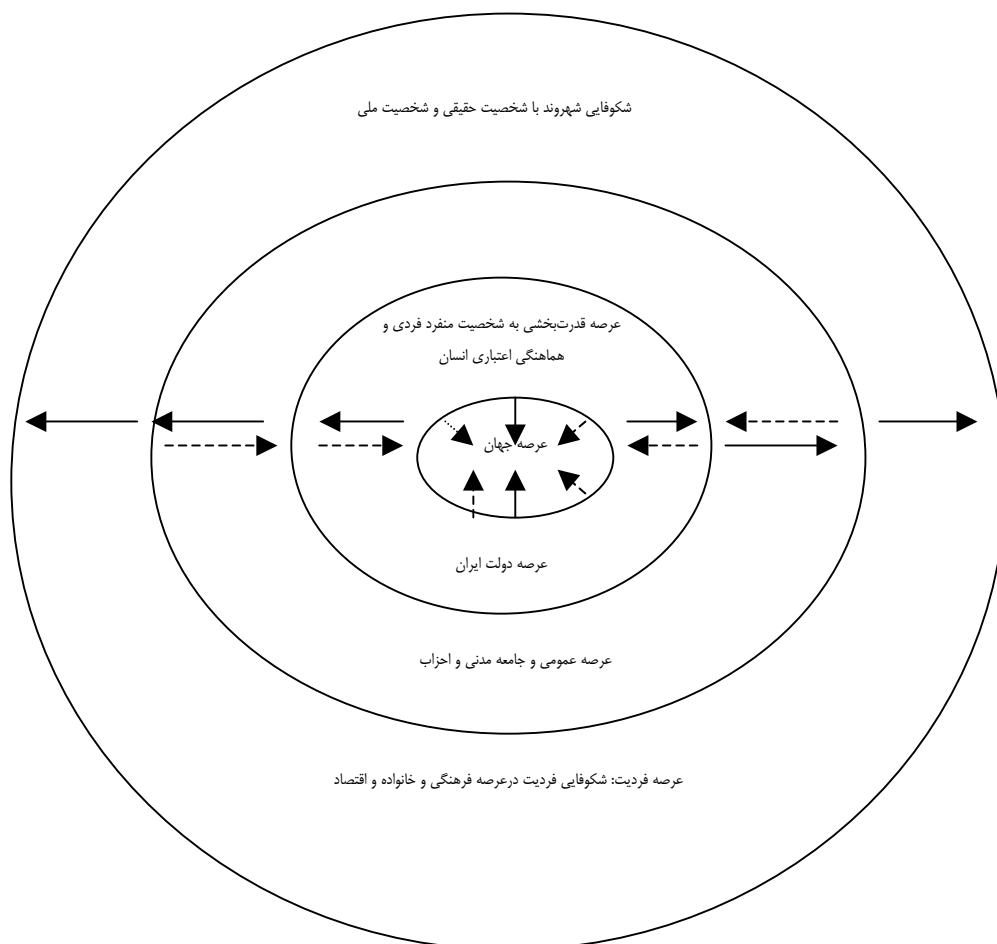 شکوفایی شهروند با شخصیت حقیقی و شخصیت ملی
عرصه قدرت‌بخشی به شخصیت منفرد فردی و
هماهنگی اعتباری انسان
عرصه جهان
عرصه دولت ایران
عرصه عمومی و جامعه مدنی و احزاب
عرصه فردیت: شکوفایی فردیت درعرصه فرهنگی و خانواده و اقتصاد